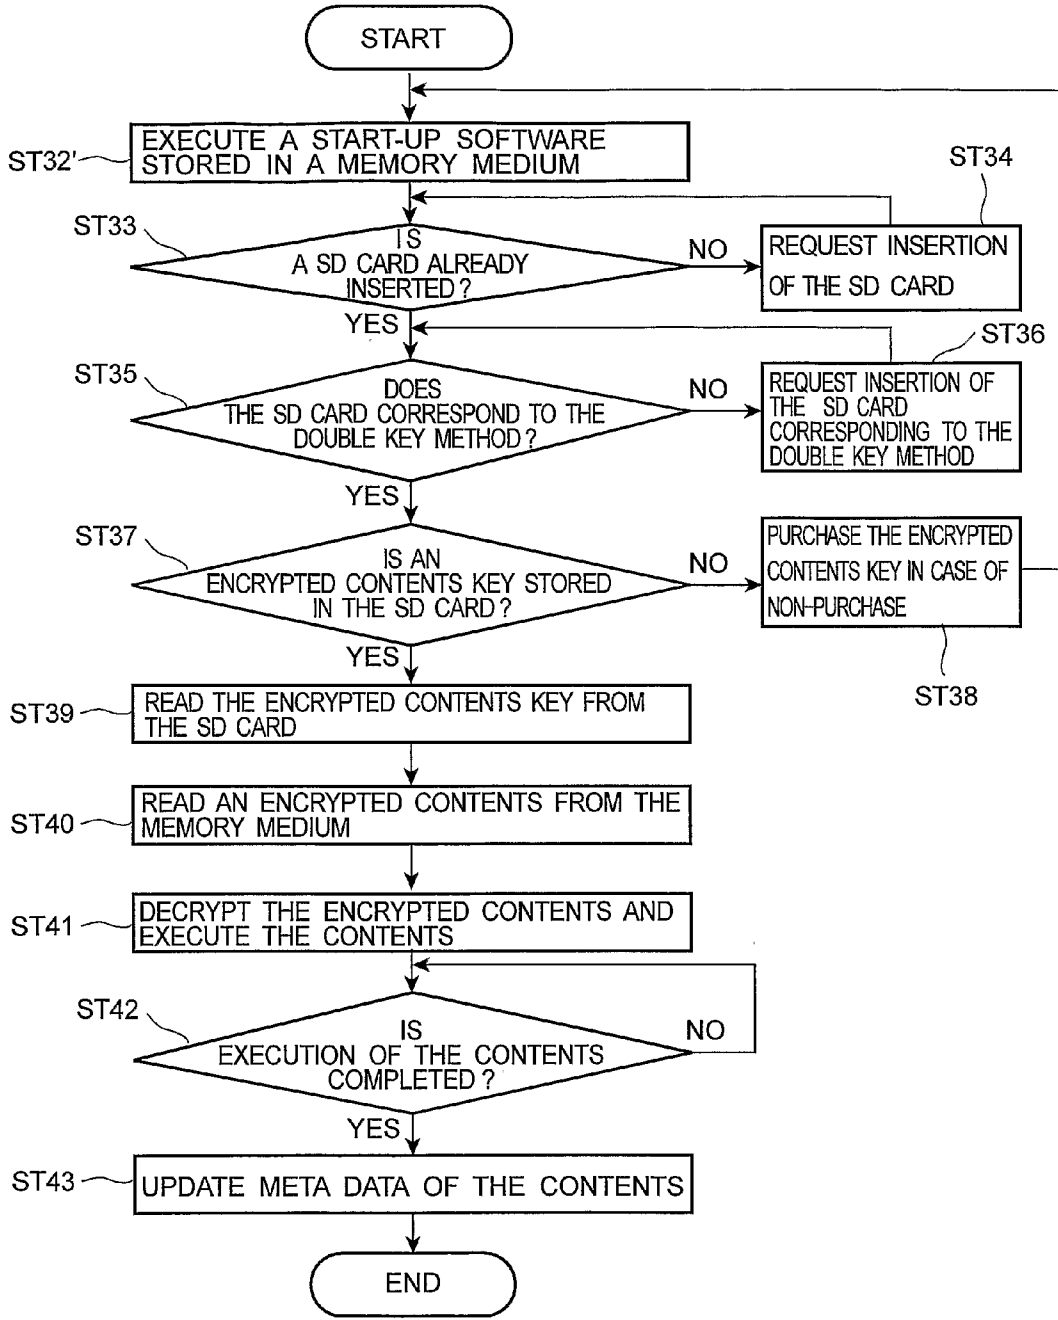 START
EXECUTE A START-UP SOFTWARE
STORED IN A MEMORY MEDIUM
ST32'
ST34
ST33
IS
A SD CARD ALREADY
INSERTED ?
NO
REQUEST INSERTION
OF THE SD CARD
YES
ST36
ST35
DOES
THE SD CARD CORRESPOND TO THE
DOUBLE KEY METHOD ?
NO
REQUEST INSERTION OF
THE SD CARD
CORRESPONDING TO THE
DOUBLE KEY METHOD
YES
ST37
IS AN
ENCRYPTED CONTENTS KEY STORED
IN THE SD CARD ?
NO
PURCHASE THE ENCRYPTED
CONTENTS KEY IN CASE OF
NON-PURCHASE
YES
ST38
ST39
READ THE ENCRYPTED CONTENTS KEY FROM
THE SD CARD
ST40
READ AN ENCRYPTED CONTENTS FROM THE
MEMORY MEDIUM
ST41
DECRYPT THE ENCRYPTED CONTENTS AND
EXECUTE THE CONTENTS
ST42
IS
EXECUTION OF THE CONTENTS
COMPLETED ?
NO
YES
ST43
UPDATE META DATA OF THE CONTENTS
END